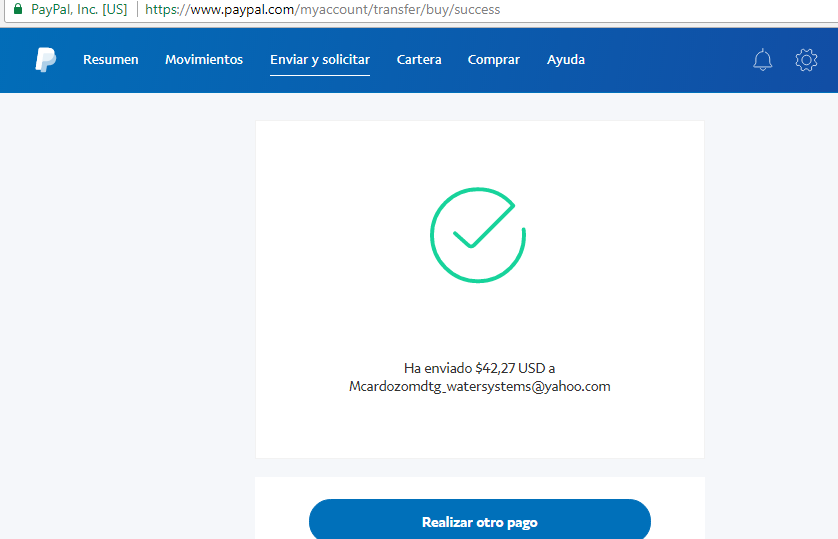 PayPal, Inc. [US] https://www.paypal.com/myaccount/transfer/buy/success
Resumen Movimientos Enviar y solicitar Cartera Comprar Ayuda
Ha enviado $42,27 USD a
Mcardozomdtg_watersystems@yahoo.com
Realizar otro pago